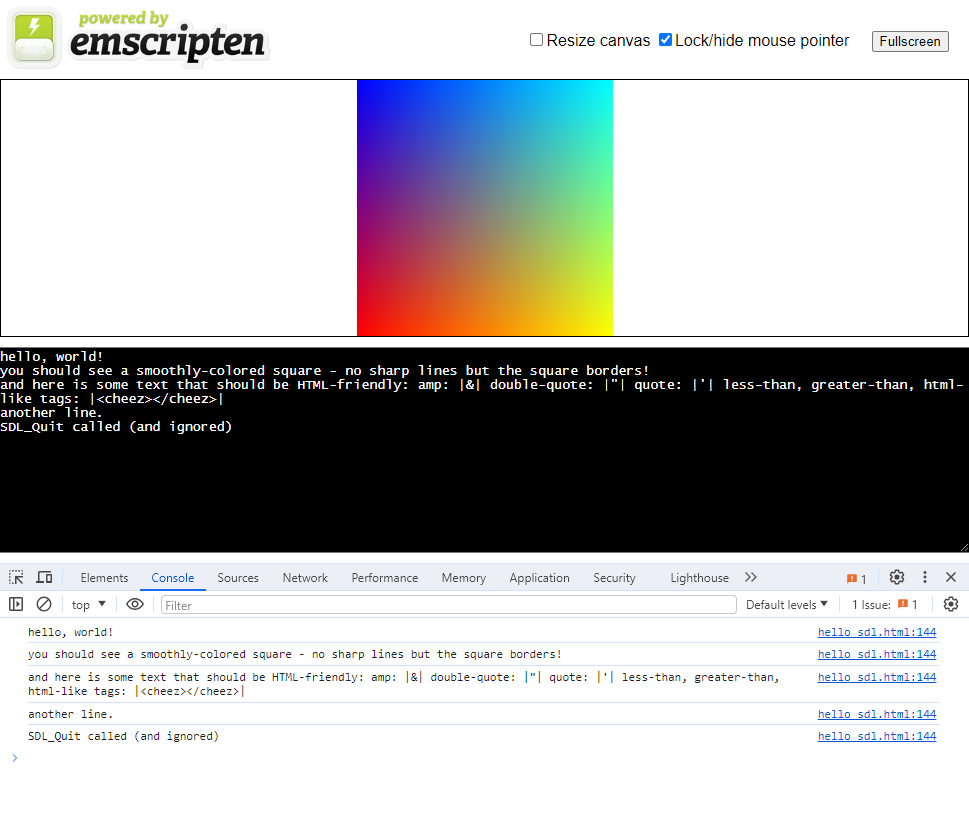 powered by
emscripten
Resize canvas Lock/hide mouse pointer Fullscreen
hello, world!
you should see a smoothly-colored square - no sharp lines but the square borders!
and here is some text that should be HTML-friendly: amp: |&| double-quote: |"| quote: |'| less-than, greater-than, html-
like tags: |<cheez></cheez>|
another line.
SDL_Quit called (and ignored)
Elements Console Sources Network Performance Memory Application Security Lighthouse 1
top Filter Default levels 1 Issue: 1
hello, world! hello_sdl.html:144
you should see a smoothly-colored square - no sharp lines but the square borders! hello_sdl.html:144
and here is some text that should be HTML-friendly: amp: |&| double-quote: |"| quote: |'| less-than, greater-than, hello_sdl.html:144
html-like tags: |<cheez></cheez>|
another line. hello_sdl.html:144
SDL_Quit called (and ignored) hello_sdl.html:144